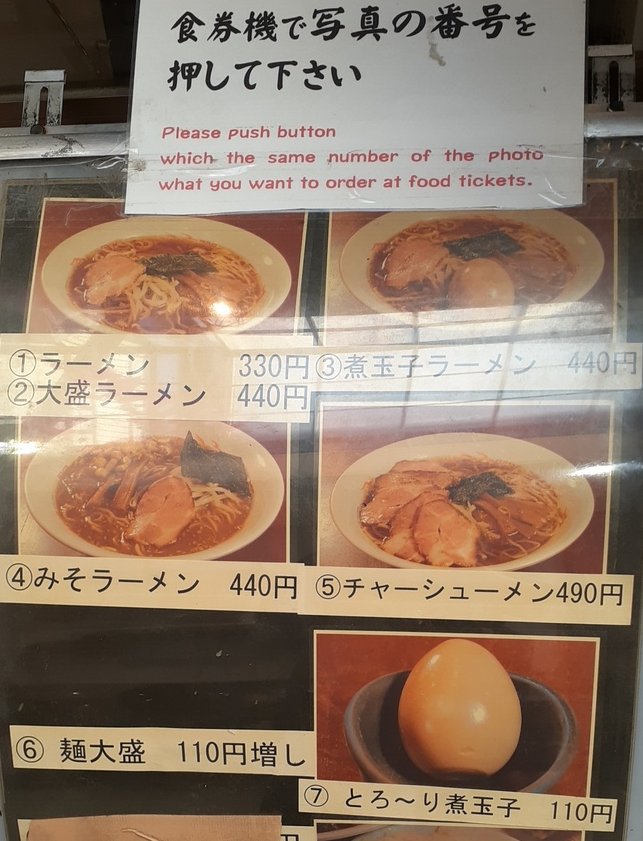 食券機で写真の番号を
押して下さい
Please push button
which the same number of the photo
what you want to order at food tickets.
①ラーメン 330円
②大盛ラーメン 440円
③煮玉子ラーメン 440円
④みそラーメン 440円
⑤チャーシューメン490円
⑥ 麺大盛 110円増し
⑦ とろ～り煮玉子 110円
円